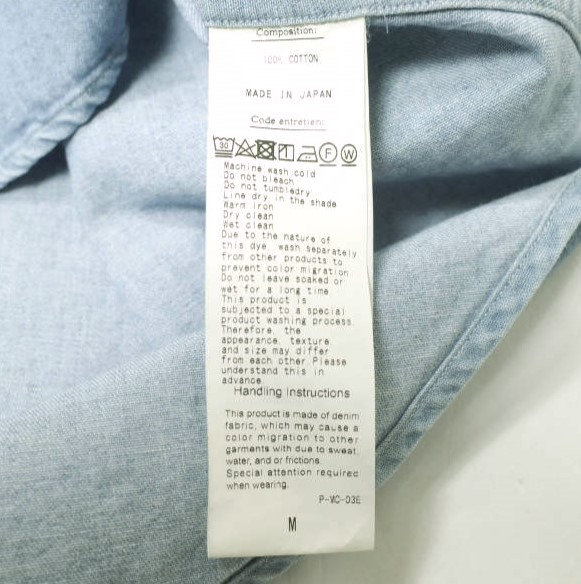 Composition:
100% COTTON
MADE IN JAPAN
Code entretien:
30 F W
Machine wash cold
Do not bleach
Do not tumbledry
Line dry in the shade
Warm iron
Dry clean
Wet clean
Due to the nature of
this dye, wash separately
from other products to
prevent color migration.
Do not leave soaked or
wet for a long time.
This product is
subjected to a special
product washing process.
Therefore, the
appearance, texture,
and size may differ
from each other.Please
understand this in
advance.
Handling Instructions
This product is made of denim
fabric, which may cause a
color migration to other
garments with due to sweat,
water, and or frictions.
Special attention required
when wearing.
P-MC-036
M